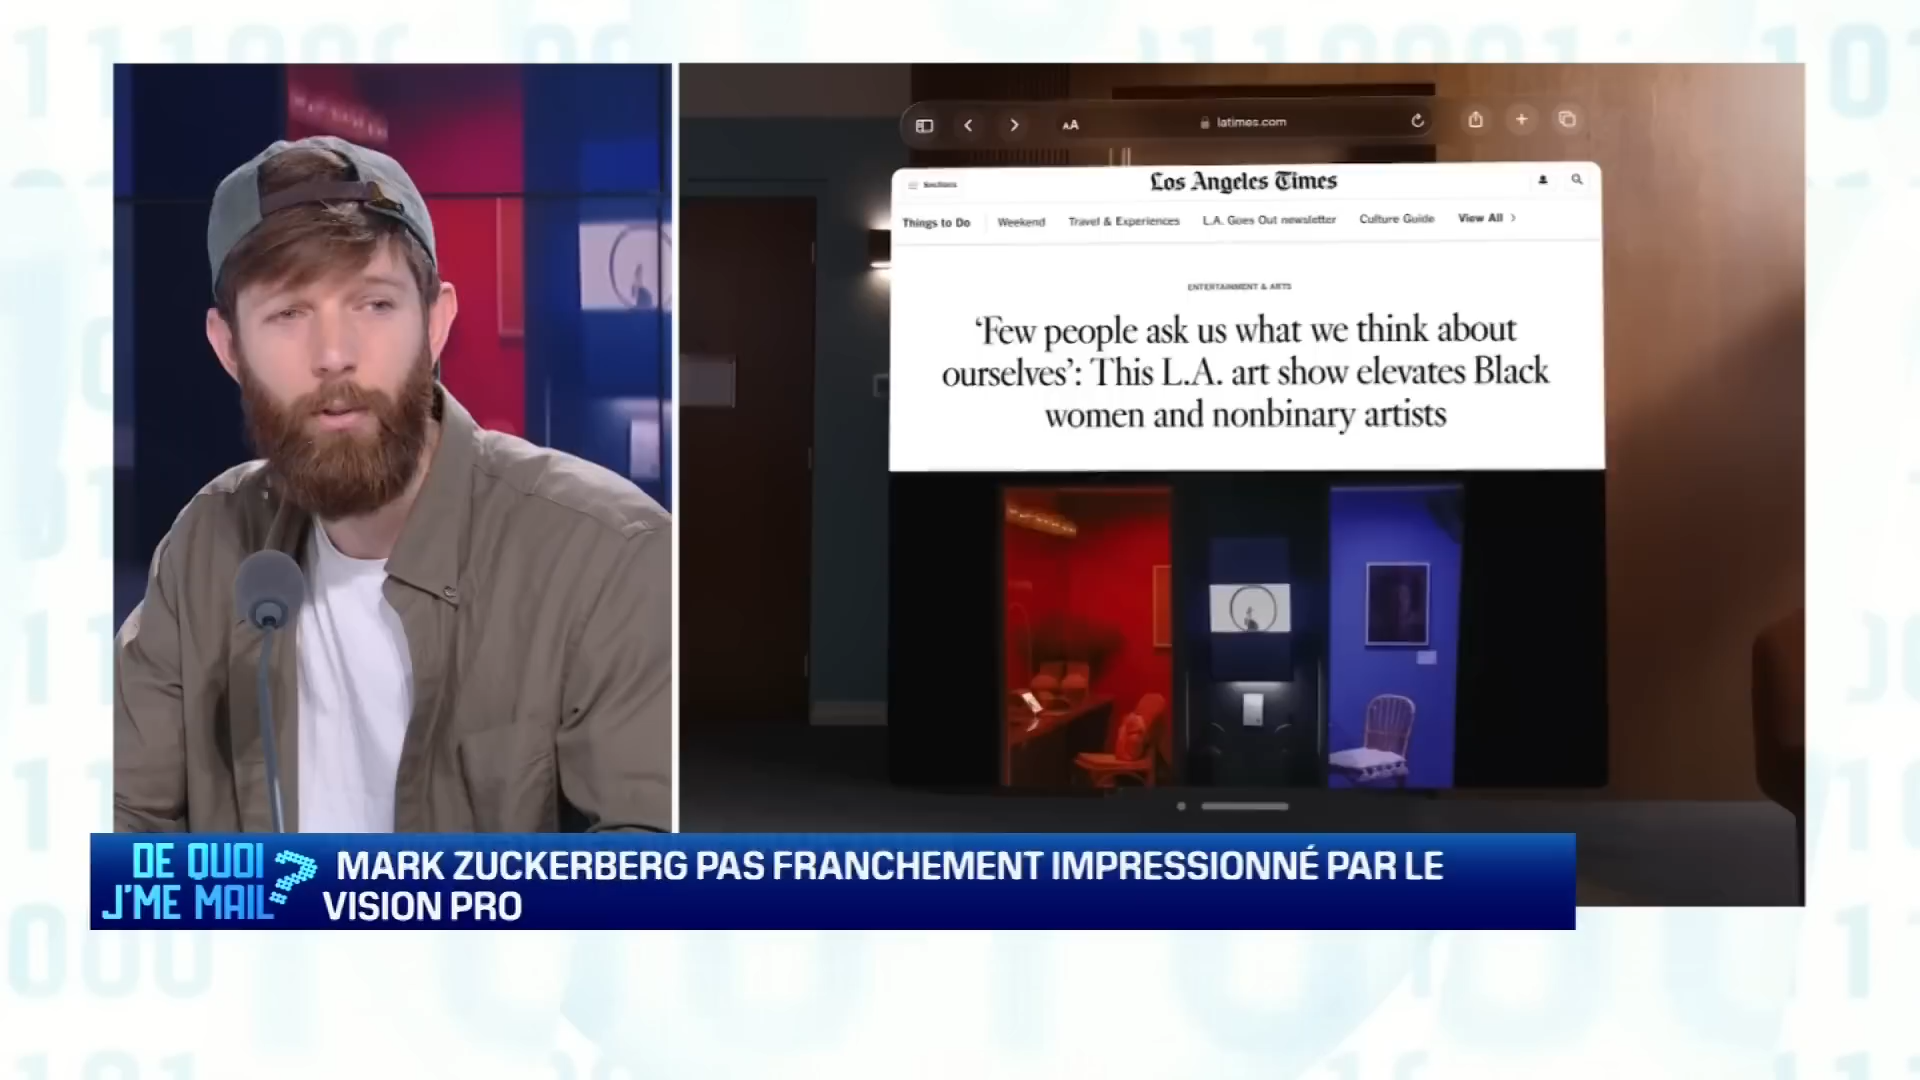 latimes.com
AA
Sections
Los Angeles Times
Things to Do Weekend Travel & Experiences L.A. Goes Out newsletter Culture Guide View All
ENTERTAINMENT & ARTS
‘Few people ask us what we think about
ourselves’: This L.A. art show elevates Black
women and nonbinary artists
DE QUOI
J'ME MAIL ?
MARK ZUCKERBERG PAS FRANCHEMENT IMPRESSIONNÉ PAR LE
VISION PRO